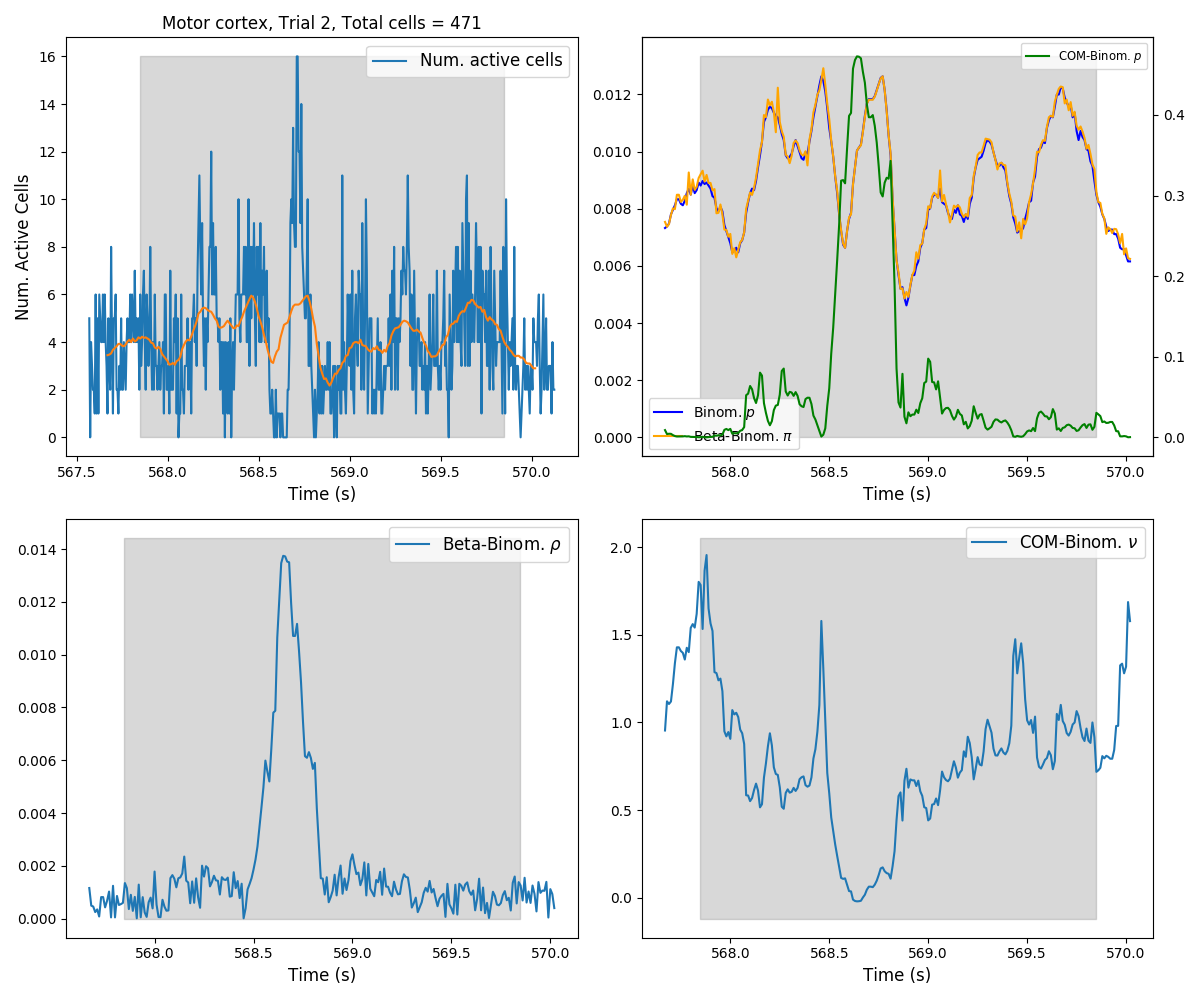 Motor cortex, Trial 2, Total cells = 471
Num. Active Cells
16
14
12
10
8
6
4
2
0
Num. active cells
567.5 568.0 568.5 569.0 569.5 570.0
Time (s)
0.012
0.010
0.008
0.006
0.004
0.002
0.000
COM-Binom. p
0.4
0.3
0.2
0.1
0.0
Binom. p
Beta-Binom. π
568.0 568.5 569.0 569.5 570.0
Time (s)
0.014
0.012
0.010
0.008
0.006
0.004
0.002
0.000
Beta-Binom. ρ
568.0 568.5 569.0 569.5 570.0
Time (s)
2.0
1.5
1.0
0.5
0.0
COM-Binom. ν
568.0 568.5 569.0 569.5 570.0
Time (s)